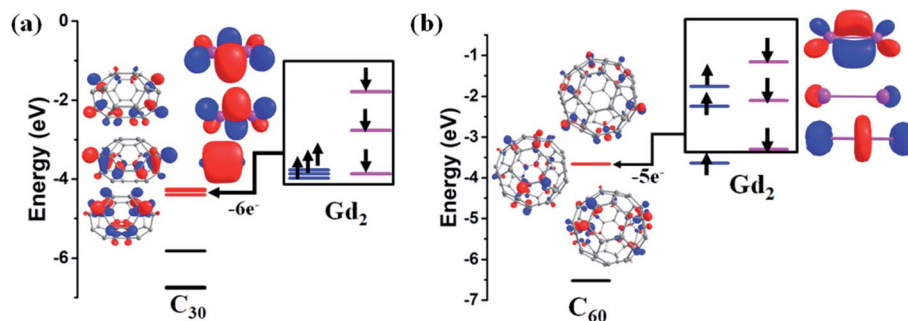 (a)
Energy (eV)
0
-2
-4
-6
-6e⁻
Gd₂
C₃₀
(b)
Energy (eV)
-1
-2
-3
-4
-5
-6
-7
-5e⁻
Gd₂
C₆₀